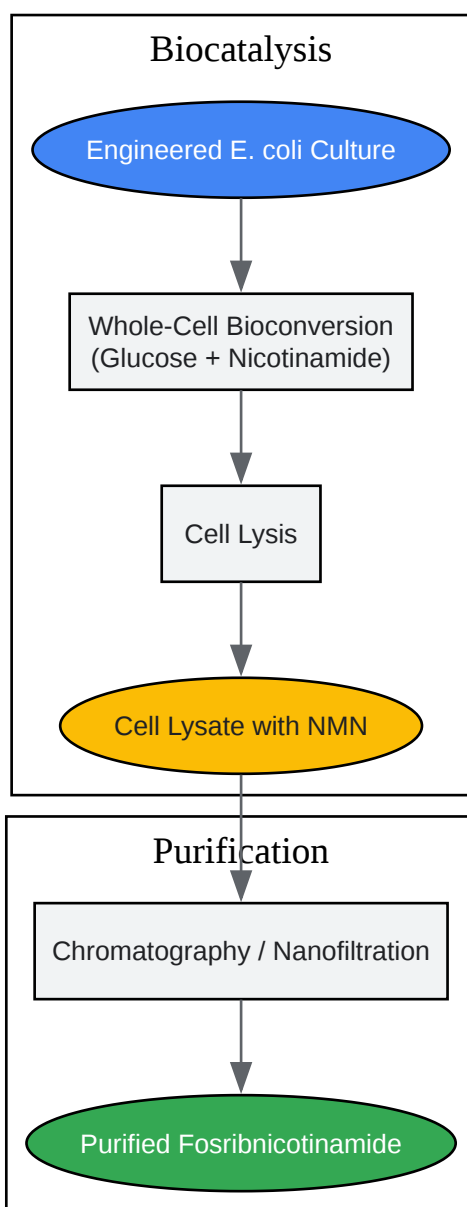 Biocatalysis
Engineered E. coli Culture
Whole-Cell Bioconversion
(Glucose + Nicotinamide)
Cell Lysis
Cell Lysate with NMN
Purification
Chromatography / Nanofiltration
Purified Fosribnicotinamide